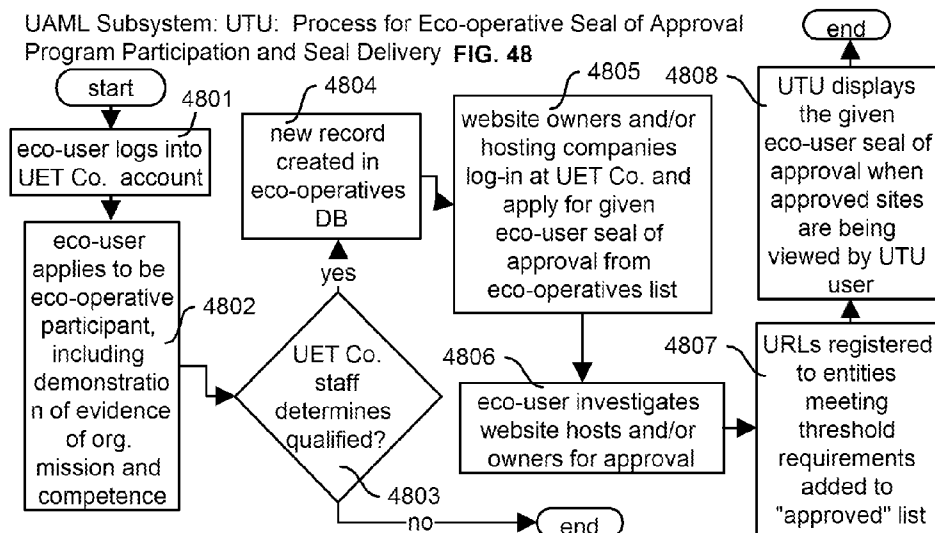 UAML Subsystem: UTU: Process for Eco-operative Seal of Approval
Program Participation and Seal Delivery FIG. 48
start
4801
eco-user logs into
UET Co. account
eco-user
applies to be
eco-operative
participant,
including
demonstratio
n of evidence
of org.
mission and
competence
4802
UET Co.
staff
determines
qualified?
4803
no
end
yes
4804
new record
created in
eco-operatives
DB
4805
website owners and/or
hosting companies
log-in at UET Co. and
apply for given
eco-user seal of
approval from
eco-operatives list
4806
eco-user investigates
website hosts and/or
owners for approval
4807
URLs registered
to entities
meeting
threshold
requirements
added to
"approved" list
4808
UTU displays
the given
eco-user seal of
approval when
approved sites
are being
viewed by UTU
user
end